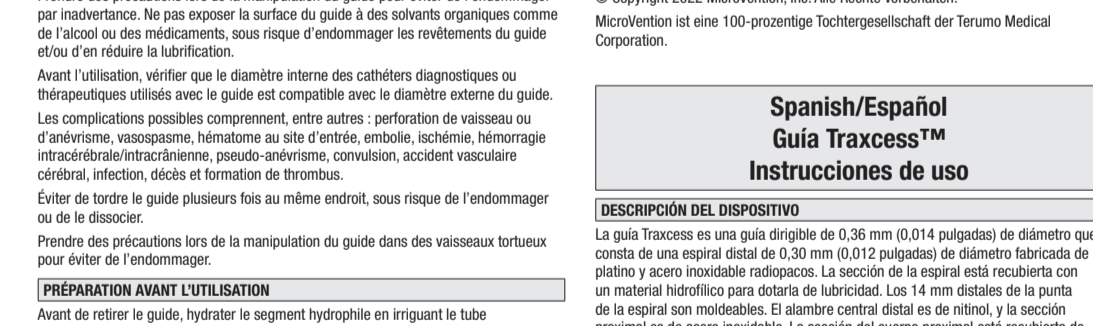 par inadvertance. Ne pas exposer la surface du guide à des solvants organiques comme
de l’alcool ou des médicaments, sous risque d’endommager les revêtements du guide
et/ou d’en réduire la lubrification.
Avant l’utilisation, vérifier que le diamètre interne des cathéters diagnostiques ou
thérapeutiques utilisés avec le guide est compatible avec le diamètre externe du guide.
Les complications possibles comprennent, entre autres : perforation de vaisseau ou
d’anévrisme, vasospasme, hématome au site d’entrée, embolie, ischémie, hémorragie
intracérébrale/intracrânienne, pseudo-anévrisme, convulsion, accident vasculaire
cérébral, infection, décès et formation de thrombus.
Éviter de tordre le guide plusieurs fois au même endroit, sous risque de l’endommager
ou de le dissocier.
Prendre des précautions lors de la manipulation du guide dans des vaisseaux tortueux
pour éviter de l’endommager.
PRÉPARATION AVANT L’UTILISATION
Avant de retirer le guide, hydrater le segment hydrophile en irriguant le tube
MicroVention ist eine 100-prozentige Tochtergesellschaft der Terumo Medical
Corporation.
Spanish/Español
Guía Traxcess™
Instrucciones de uso
DESCRIPCIÓN DEL DISPOSITIVO
La guía Traxcess es una guía dirigible de 0,36 mm (0,014 pulgadas) de diámetro que
consta de una espiral distal de 0,30 mm (0,012 pulgadas) de diámetro fabricada de
platino y acero inoxidable radiopacos. La sección de la espiral está recubierta con
un material hidrofílico para dotarla de lubricidad. Los 14 mm distales de la punta
de la espiral son moldeables. El alambre central distal es de nitinol, y la sección